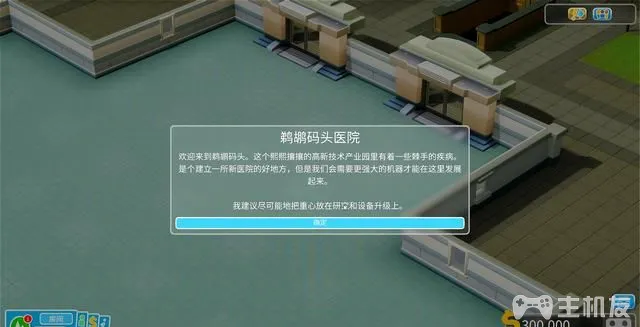 鹈鹕码头医院
欢迎来到鹈鹕码头。这个熙熙攘攘的高新技术产业园里有着一些棘手的疾病。
是个建立一所新医院的好地方，但是我们会需要更强大的机器才能在这里发展
起来。
我建议尽可能地把重心放在研究和设备升级上。
确定
房间
300,000
主机友